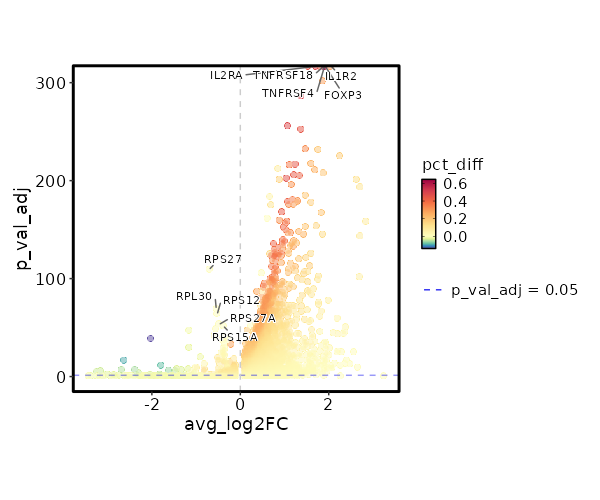 300
200
100
0
p_val_adj
-2
0
2
avg_log2FC
IL2RA
TNFRSF18
IL1R2
TNFRSF4
FOXP3
RPS27
RPL30
RPS12
RPS27A
RPS15A
pct_diff
0.6
0.4
0.2
0.0
p_val_adj = 0.05